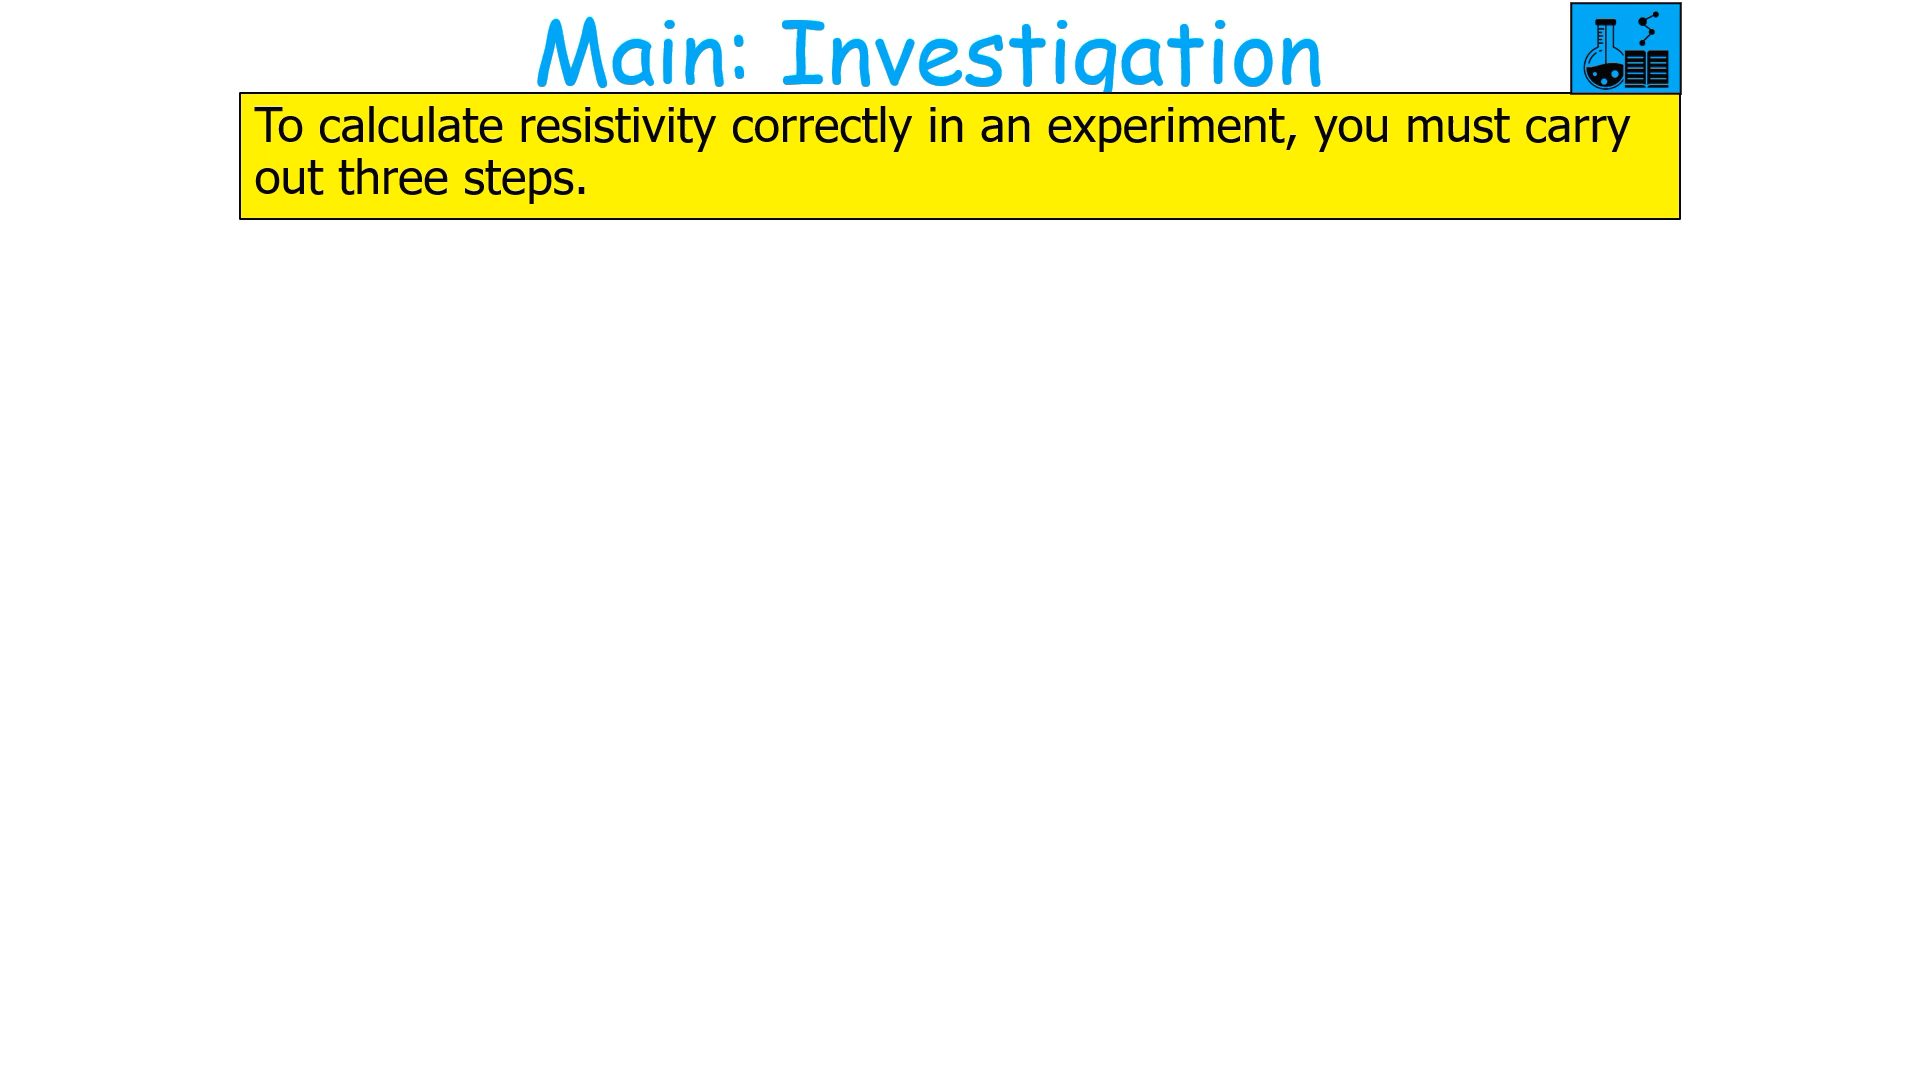 Main: Investigation
To calculate resistivity correctly in an experiment, you must carry
out three steps.